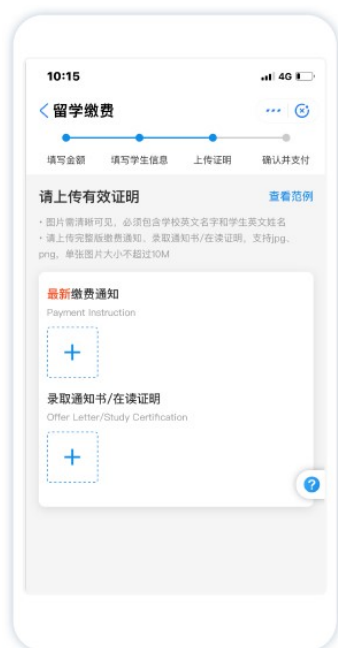 10:15
4G
留学缴费
填写金额 填写学生信息 上传证明 确认并支付
请上传有效证明 查看范例
·图片需清晰可见，必须包含学校英文名字和学生英文姓名
·请上传完整版缴费通知、录取通知书/在读证明，支持jpg、
png，单张图片大小不超过10M
最新缴费通知
Payment Instruction
+
录取通知书/在读证明
Offer Letter/Study Certification
+
?